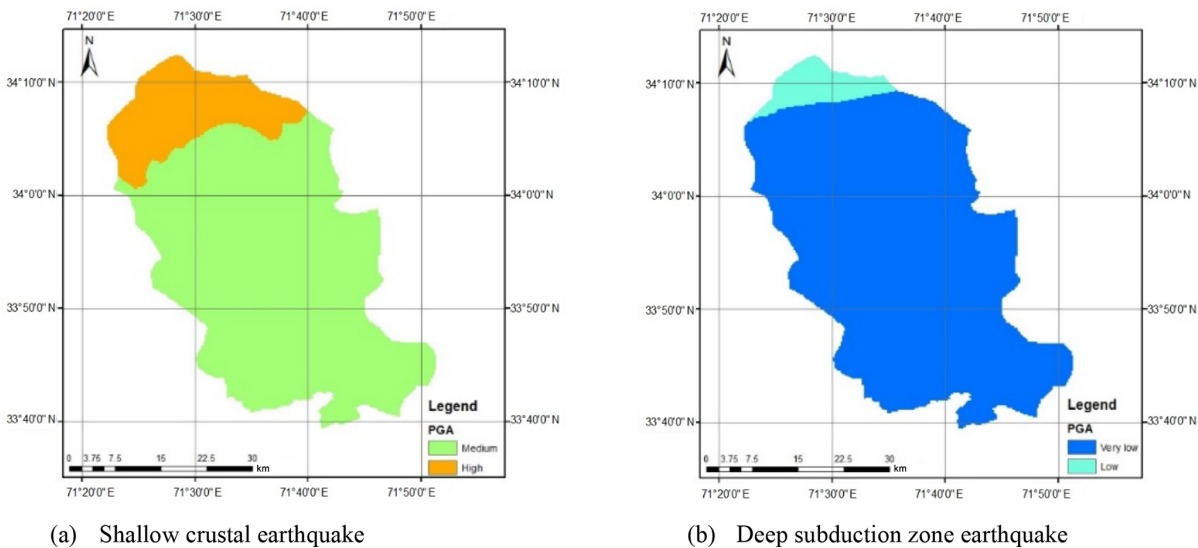 71°20'0"E 71°30'0"E 71°40'0"E 71°50'0"E
N
34°10'0"N 34°10'0"N
34°0'0"N 34°0'0"N
33°50'0"N 33°50'0"N
33°40'0"N 33°40'0"N
Legend
PGA
Medium
High
0 3.75 7.5 15 22.5 30
km
71°20'0"E 71°30'0"E 71°40'0"E 71°50'0"E
(a) Shallow crustal earthquake
71°20'0"E 71°30'0"E 71°40'0"E 71°50'0"E
N
34°10'0"N 34°10'0"N
34°0'0"N 34°0'0"N
33°50'0"N 33°50'0"N
33°40'0"N 33°40'0"N
Legend
PGA
Very low
Low
0 3.75 7.5 15 22.5 30
km
71°20'0"E 71°30'0"E 71°40'0"E 71°50'0"E
(b) Deep subduction zone earthquake